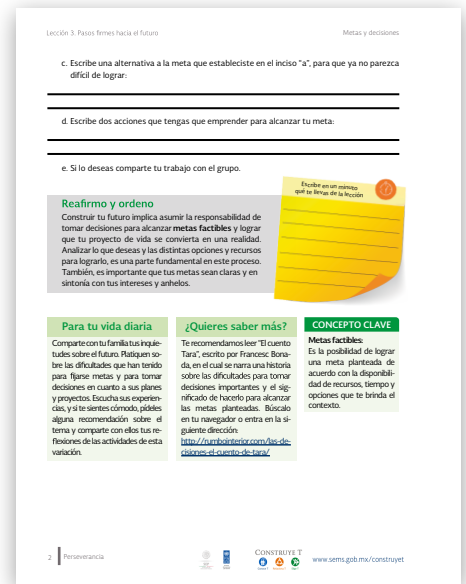 Lección 3. Pasos firmes hacia el futuro
Metas y decisiones
c. Escribe una alternativa a la meta que estableciste en el inciso "a", para que ya no parezca
difícil de lograr:
d. Escribe dos acciones que tengas que emprender para alcanzar tu meta:
e. Si lo deseas comparte tu trabajo con el grupo.
Escribe en un minuto
qué te llevas de la lección
Reafirmo y ordeno
Construir tu futuro implica asumir la responsabilidad de
tomar decisiones para alcanzar metas factibles y lograr
que tu proyecto de vida se convierta en una realidad.
Analizar lo que deseas y las distintas opciones y recursos
para lograrlo, es una parte fundamental en este proceso.
También, es importante que tus metas sean claras y en
sintonía con tus intereses y anhelos.
Para tu vida diaria
Comparte con tu familia tus inquie-
tudes sobre el futuro. Platiquen so-
bre las dificultades que han tenido
para fijarse metas y para tomar
decisiones en cuanto a sus planes
y proyectos. Escucha sus experien-
cias, y si te sientes cómodo, pídeles
alguna recomendación sobre el
tema y comparte con ellos tus re-
flexiones de las actividades de esta
variación.
¿Quieres saber más?
Te recomendamos leer "El cuento
Tara", escrito por Francesc Bona-
da, en el cual se narra una historia
sobre las dificultades para tomar
decisiones importantes y el sig-
nificado de hacerlo para alcanzar
las metas planteadas. Búscalo
en tu navegador o entra en la si-
guiente dirección:
http://rumbointerior.com/las-de-
cisiones-el-cuento-de-tara/
CONCEPTO CLAVE
Metas factibles:
Es la posibilidad de lograr
una meta planteada de
acuerdo con la disponibili-
dad de recursos, tiempo y
opciones que te brinda el
contexto.
2 Perseverancia
CONSTRUYE T
www.sems.gob.mx/construyet